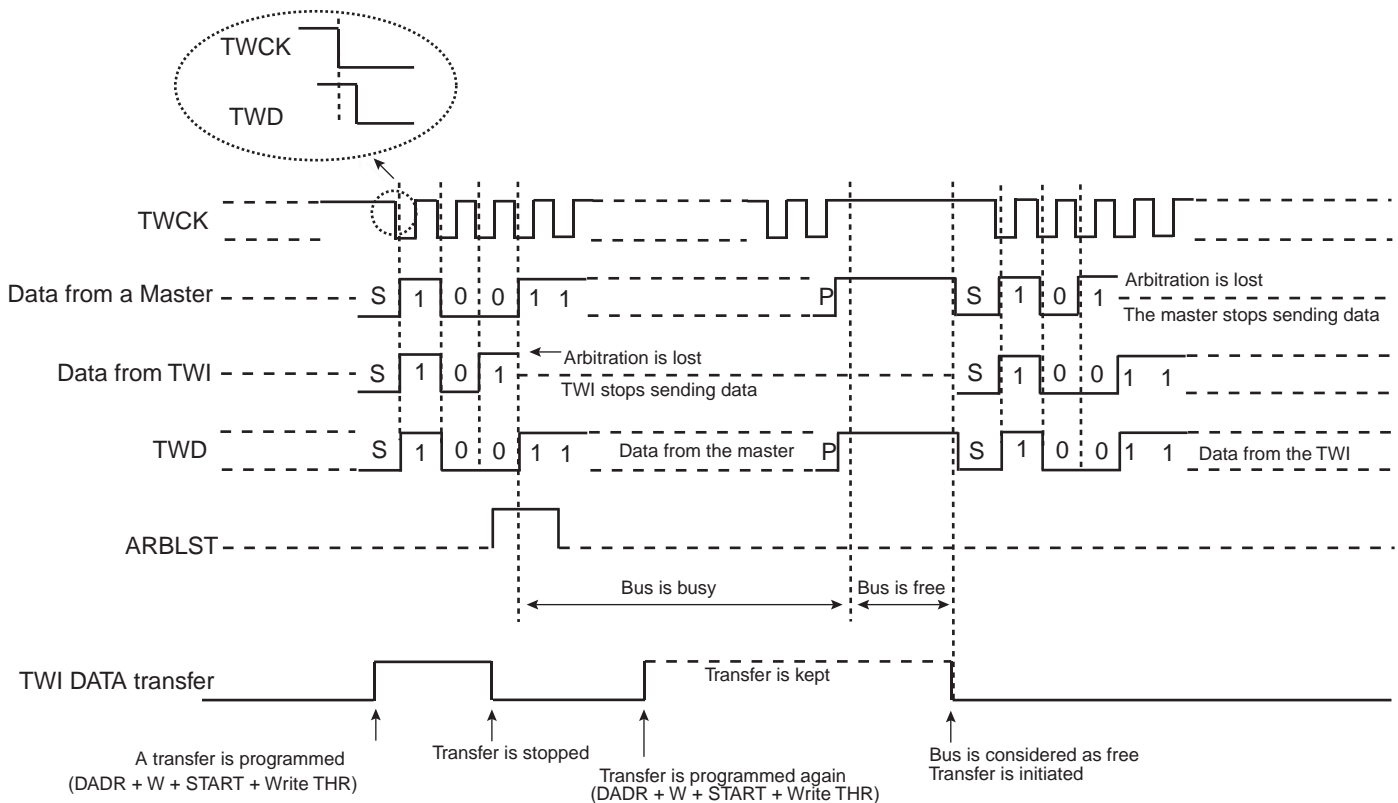 TWCK
TWD
TWCK
Data from a Master S 1 0 0 1 1 P S 1 0 1 Arbitration is lost
The master stops sending data
Data from TWI S 1 0 1 Arbitration is lost S 1 0 0 1 1
TWI stops sending data
TWD S 1 0 0 1 1 Data from the master P S 1 0 0 1 1 Data from the TWI
ARBLST
Bus is busy Bus is free
TWI DATA transfer Transfer is kept
A transfer is programmed
(DADR + W + START + Write THR)
Transfer is stopped
Transfer is programmed again
(DADR + W + START + Write THR)
Bus is considered as free
Transfer is initiated